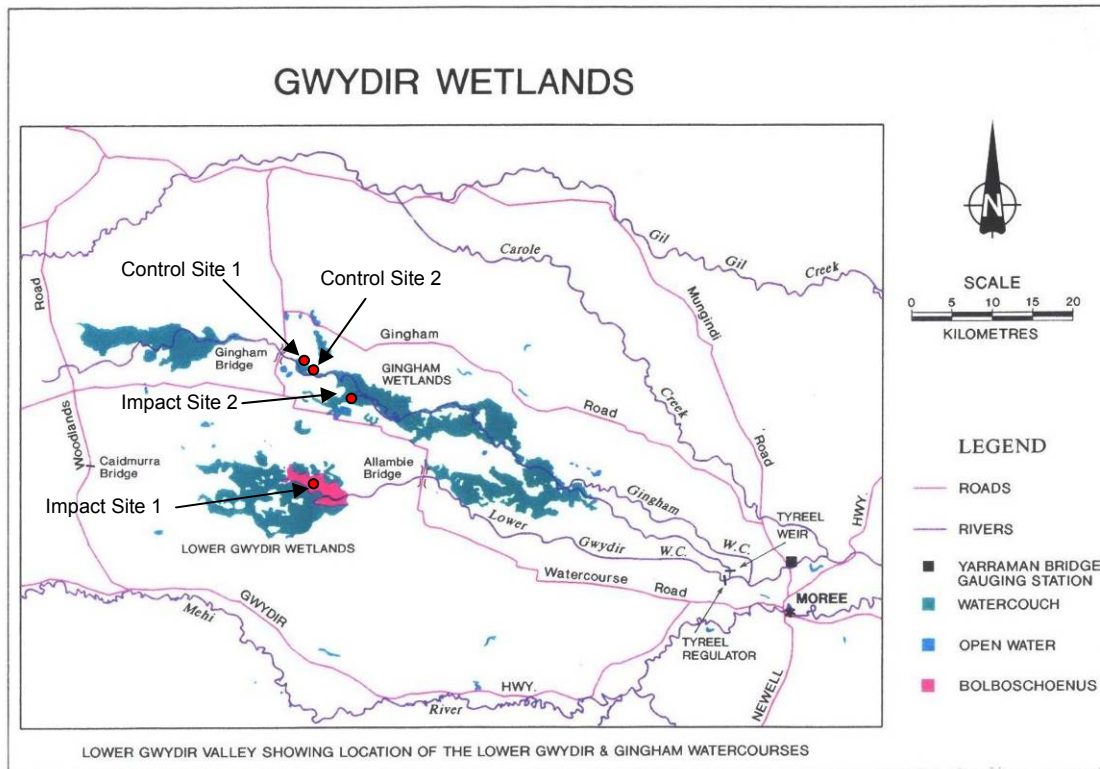 GWYDIR WETLANDS
Control Site 1
Control Site 2
Impact Site 2
Impact Site 1
Road
Woodlands
Gingham
Bridge
Caidmurra
Bridge
GINGHAM
WETLANDS
Gingham
Road
Allambie
Bridge
LOWER GWYDIR WETLANDS
Carole
Creek
Mungindi
Road
Gil
Gil
Creek
Gingham
W.C.
Lower
Gwydir
W.C.
Watercourse
Road
TYREEL
WEIR
TYREEL
REGULATOR
MOREE
HWY.
NEWELL
GWYDIR
HWY.
Mehi
River
N
SCALE
0 5 10 15 20
KILOMETRES
LEGEND
ROADS
RIVERS
YARRAMAN BRIDGE
GAUGING STATION
WATERCOUCH
OPEN WATER
BOLBOSCHOENUS
LOWER GWYDIR VALLEY SHOWING LOCATION OF THE LOWER GWYDIR & GINGHAM WATERCOURSES